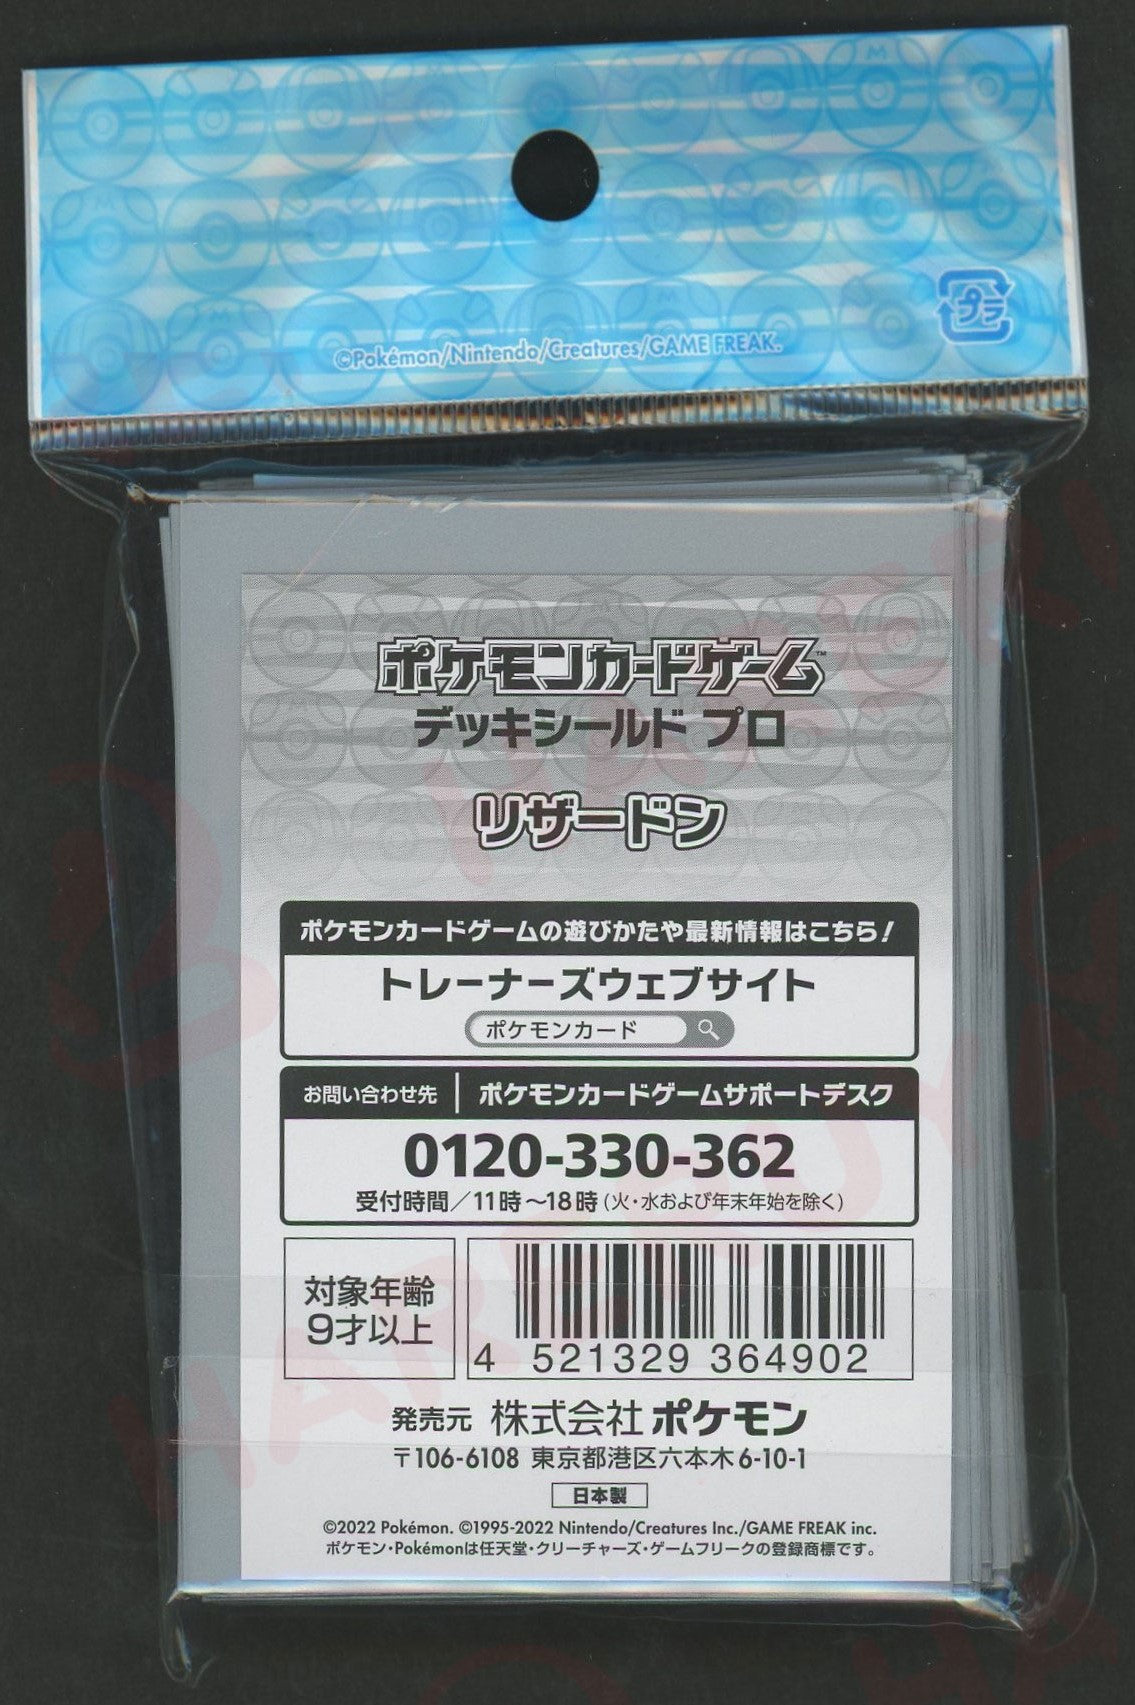 ©Pokémon/Nintendo/Creatures/GAME FREAK.
プラ
ポケモンカードゲーム™
デッキシールド プロ
リザードン
ポケモンカードゲームの遊びかたや最新情報はこちら!
トレーナーズウェブサイト
ポケモンカード
お問い合わせ先 | ポケモンカードゲームサポートデスク
0120-330-362
受付時間/11時~18時(火・水および年末年始を除く)
対象年齢
9才以上
4 521329 364902
発売元 株式会社ポケモン
〒106-6108 東京都港区六本木6-10-1
日本製
©2022 Pokémon. ©1995-2022 Nintendo/Creatures Inc./GAME FREAK inc.
ポケモン・Pokémonは任天堂・クリーチャーズ・ゲームフリークの登録商標です。